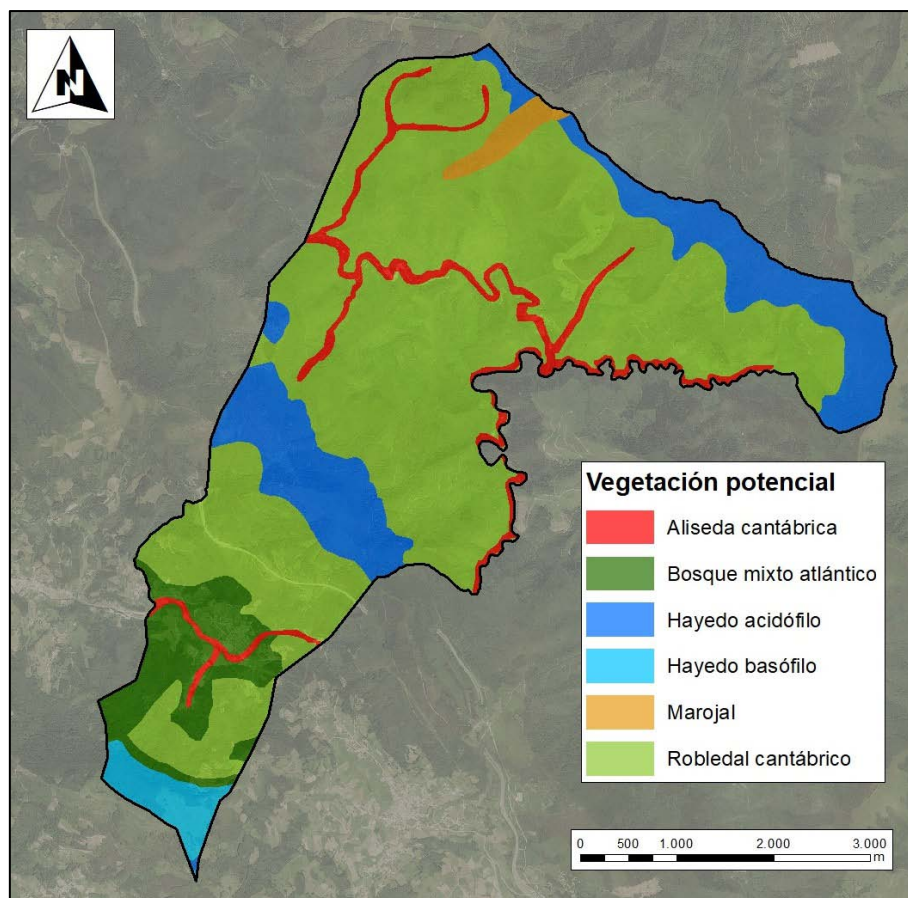 N
Vegetación potencial
Aliseda cantábrica
Bosque mixto atlántico
Hayedo acidófilo
Hayedo basófilo
Marojal
Robledal cantábrico
0 500 1.000 2.000 3.000
m